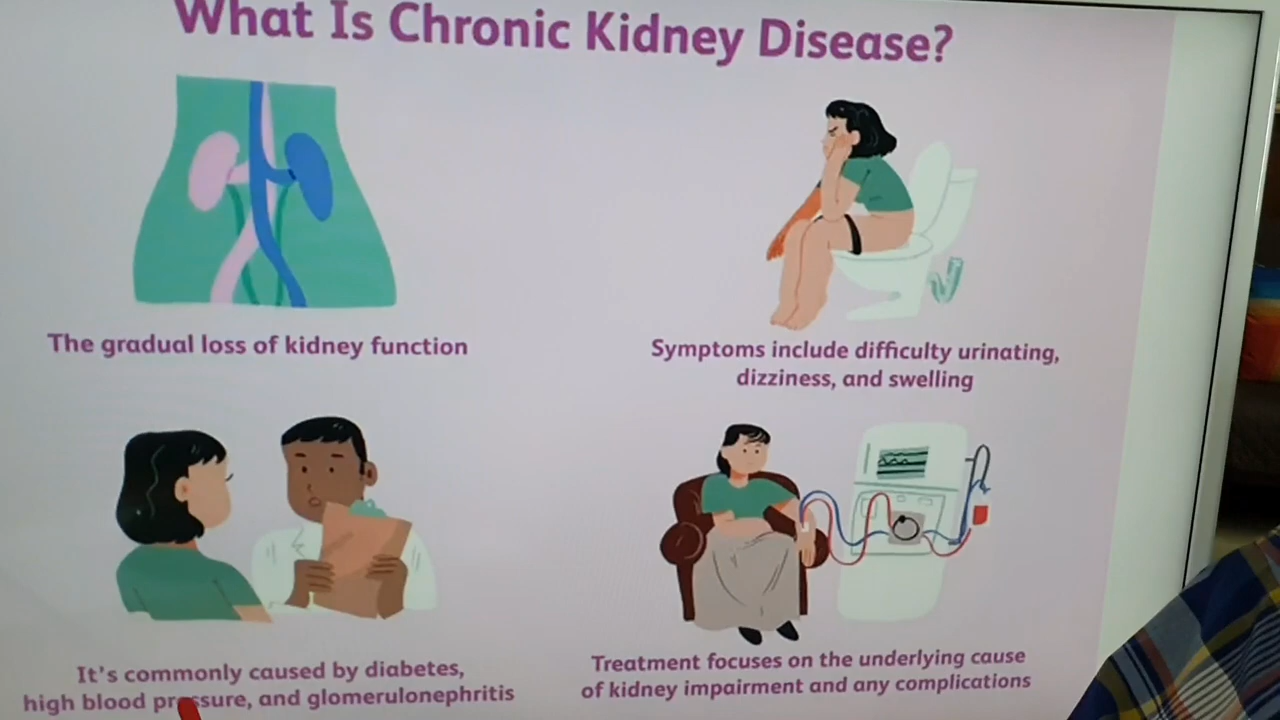 What Is Chronic Kidney Disease?
The gradual loss of kidney function
Symptoms include difficulty urinating,
dizziness, and swelling
It's commonly caused by diabetes,
high blood pressure, and glomerulonephritis
Treatment focuses on the underlying cause
of kidney impairment and any complications